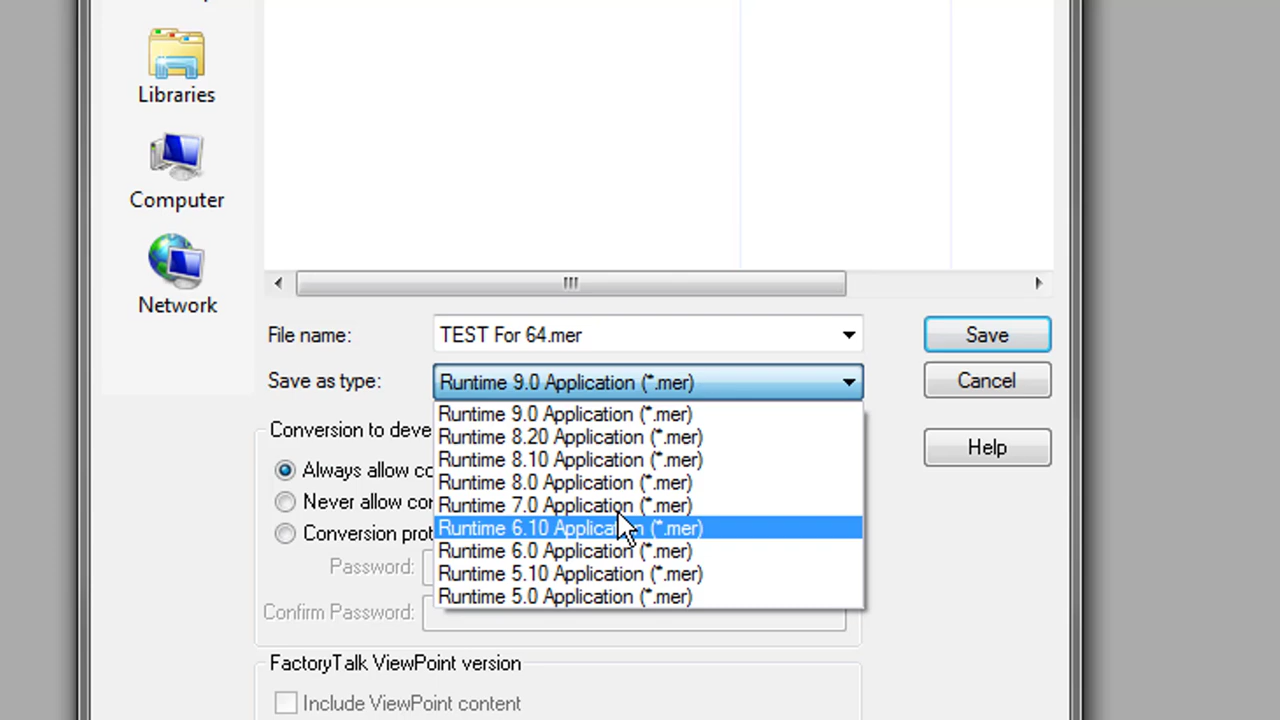 Libraries
Computer
Network
File name:
TEST For 64.mer
Save
Save as type:
Runtime 9.0 Application (*.mer)
Cancel
Runtime 9.0 Application (*.mer)
Conversion to deve
Runtime 8.20 Application (*.mer)
Help
Runtime 8.10 Application (*.mer)
Always allow co
Runtime 8.0 Application (*.mer)
Never allow con
Runtime 7.0 Application (*.mer)
Runtime 6.10 Application (*.mer)
Conversion prot
Runtime 6.0 Application (*.mer)
Password:
Runtime 5.10 Application (*.mer)
Runtime 5.0 Application (*.mer)
Confirm Password:
FactoryTalk ViewPoint version
Include ViewPoint content